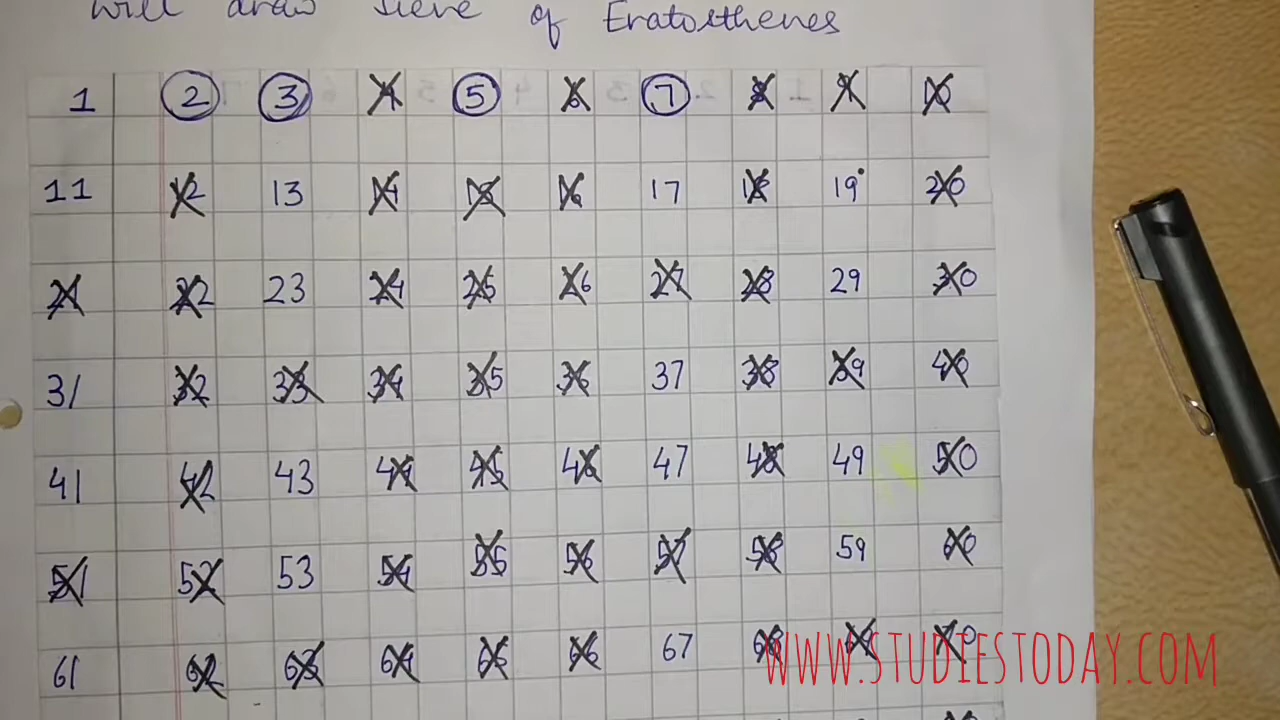 will draw sieve of Eratosthenes
1 2 3 4 5 6 7 8 9 10
11 12 13 14 15 16 17 18 19 20
21 22 23 24 25 26 27 28 29 30
31 32 33 34 35 36 37 38 39 40
41 42 43 44 45 46 47 48 49 50
51 52 53 54 55 56 57 58 59 60
61 62 63 64 65 66 67 68 69 70
www.studiestoday.com